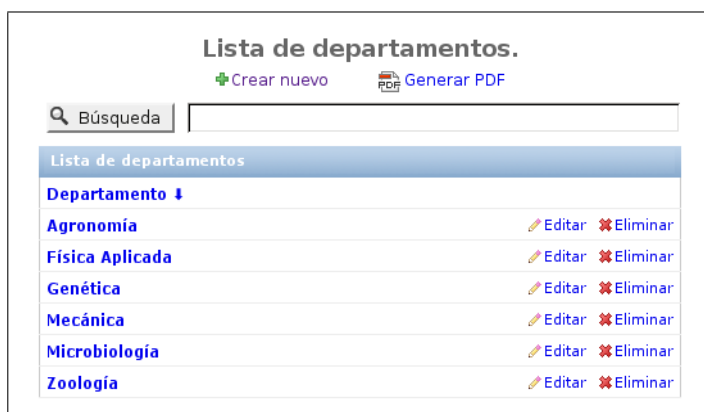 Lista de departamentos.
Crear nuevo PDF Generar PDF
Búsqueda
Lista de departamentos
Departamento ⬇
Agronomía Editar Eliminar
Física Aplicada Editar Eliminar
Genética Editar Eliminar
Mecánica Editar Eliminar
Microbiología Editar Eliminar
Zoología Editar Eliminar